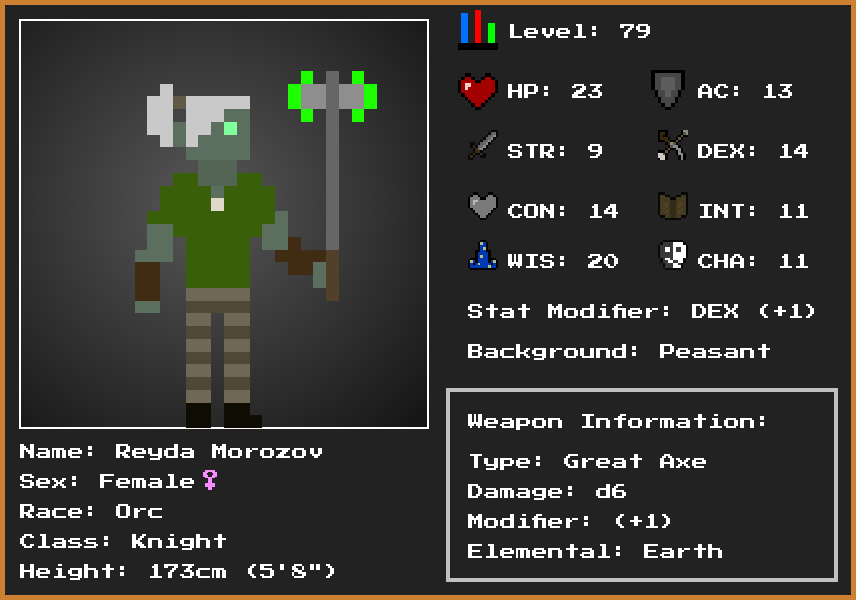 Level: 79
HP: 23 AC: 13
STR: 9 DEX: 14
CON: 14 INT: 11
WIS: 20 CHA: 11
Stat Modifier: DEX (+1)
Background: Peasant
Weapon Information:
Type: Great Axe
Damage: d6
Modifier: (+1)
Elemental: Earth
Name: Reyda Morozov
Sex: Female♀
Race: Orc
Class: Knight
Height: 173cm (5'8")